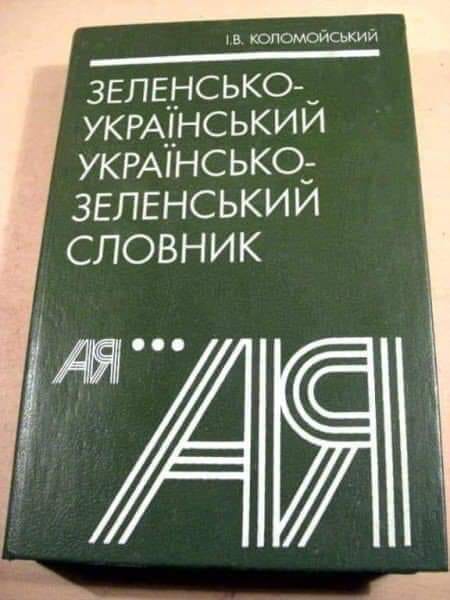 І.В. КОЛОМОЙСЬКИЙ
ЗЕЛЕНСЬКО-
УКРАЇНСЬКИЙ
УКРАЇНСЬКО-
ЗЕЛЕНСЬКИЙ
СЛОВНИК
АЯ ... АЯ